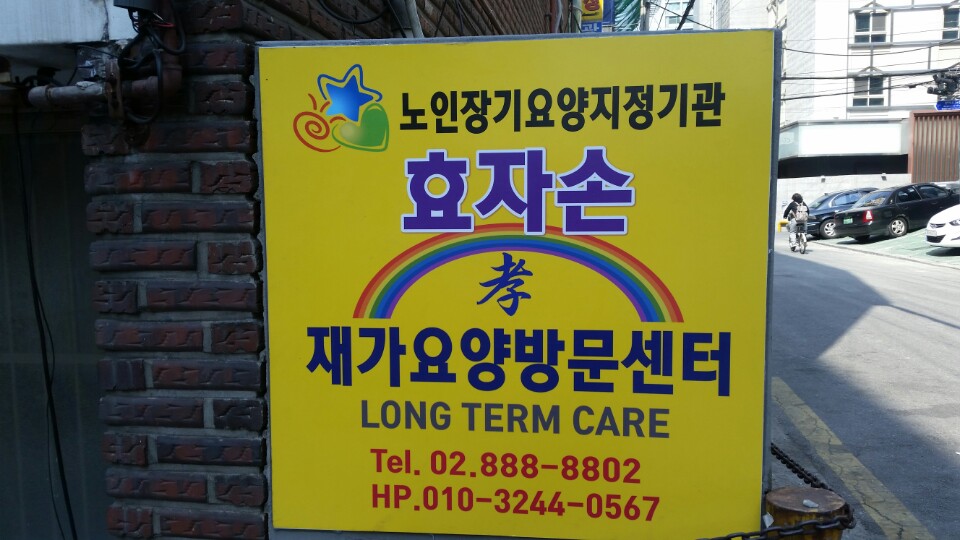 노인장기요양지정기관
효자손
孝
재가요양방문센터
LONG TERM CARE
Tel. 02.888-8802
HP.010-3244-0567